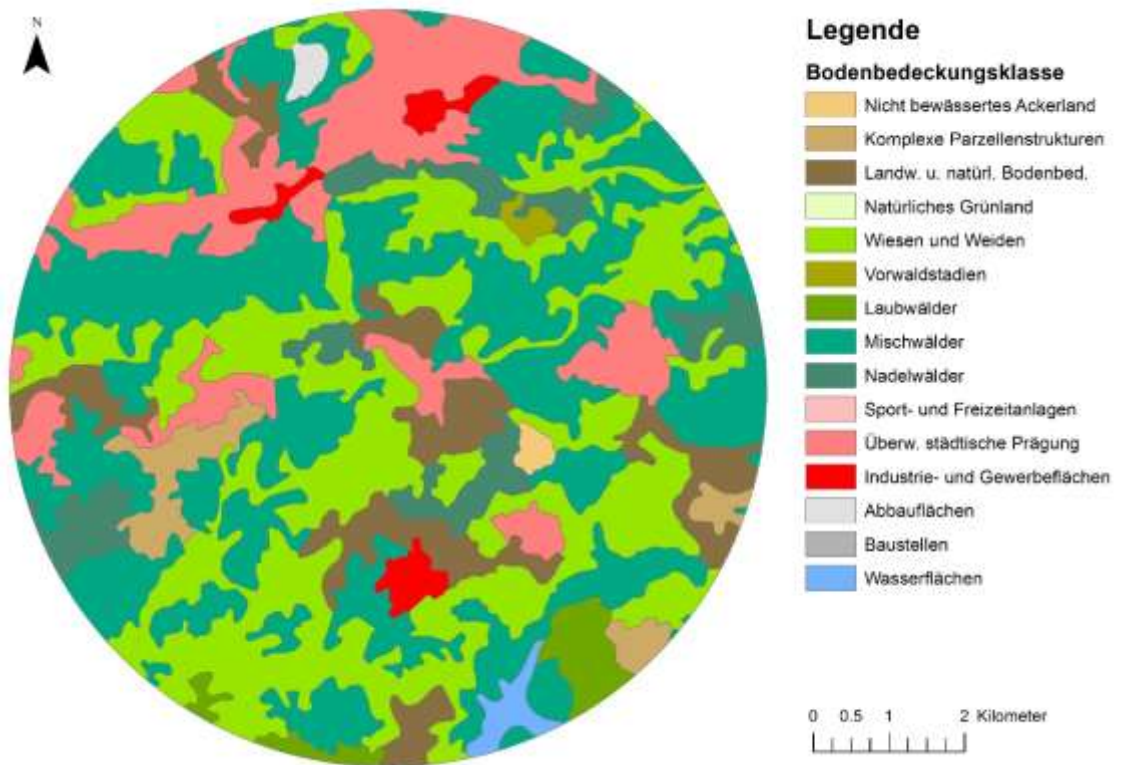 N
Legende
Bodenbedeckungsklasse
Nicht bewässertes Ackerland
Komplexe Parzellenstrukturen
Landw. u. natürl. Bodenbed.
Natürliches Grünland
Wiesen und Weiden
Vorwaldstadien
Laubwälder
Mischwälder
Nadelwälder
Sport- und Freizeitanlagen
Überw. städtische Prägung
Industrie- und Gewerbeflächen
Abbauflächen
Baustellen
Wasserflächen
0 0.5 1 2 Kilometer